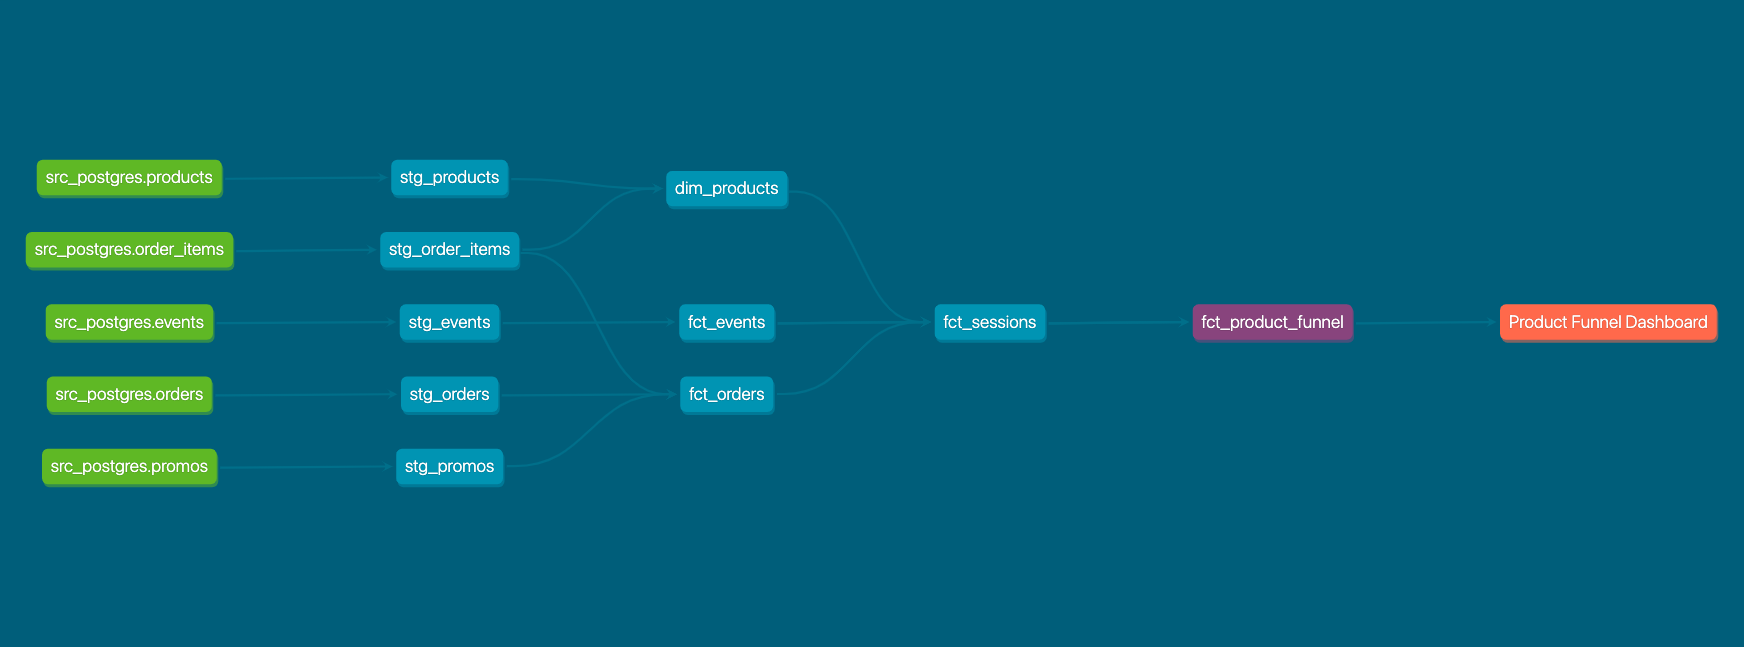 src_postgres.products
stg_products
dim_products
src_postgres.order_items
stg_order_items
src_postgres.events
stg_events
fct_events
fct_sessions
fct_product_funnel
Product Funnel Dashboard
src_postgres.orders
stg_orders
fct_orders
src_postgres.promos
stg_promos